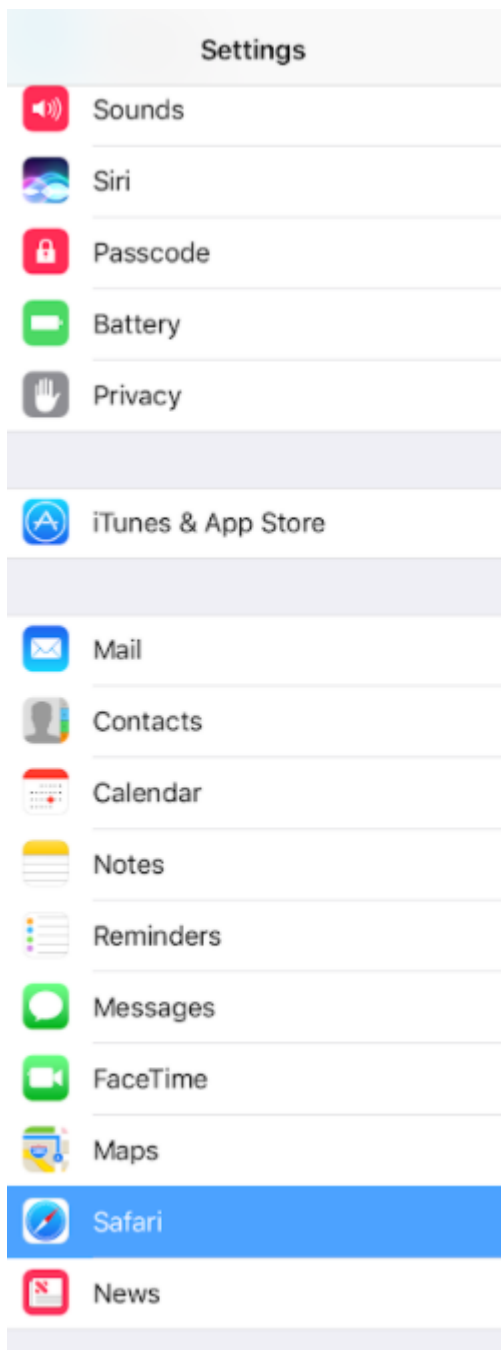 Settings
Sounds
Siri
Passcode
Battery
Privacy
iTunes & App Store
Mail
Contacts
Calendar
Notes
Reminders
Messages
FaceTime
Maps
Safari
News